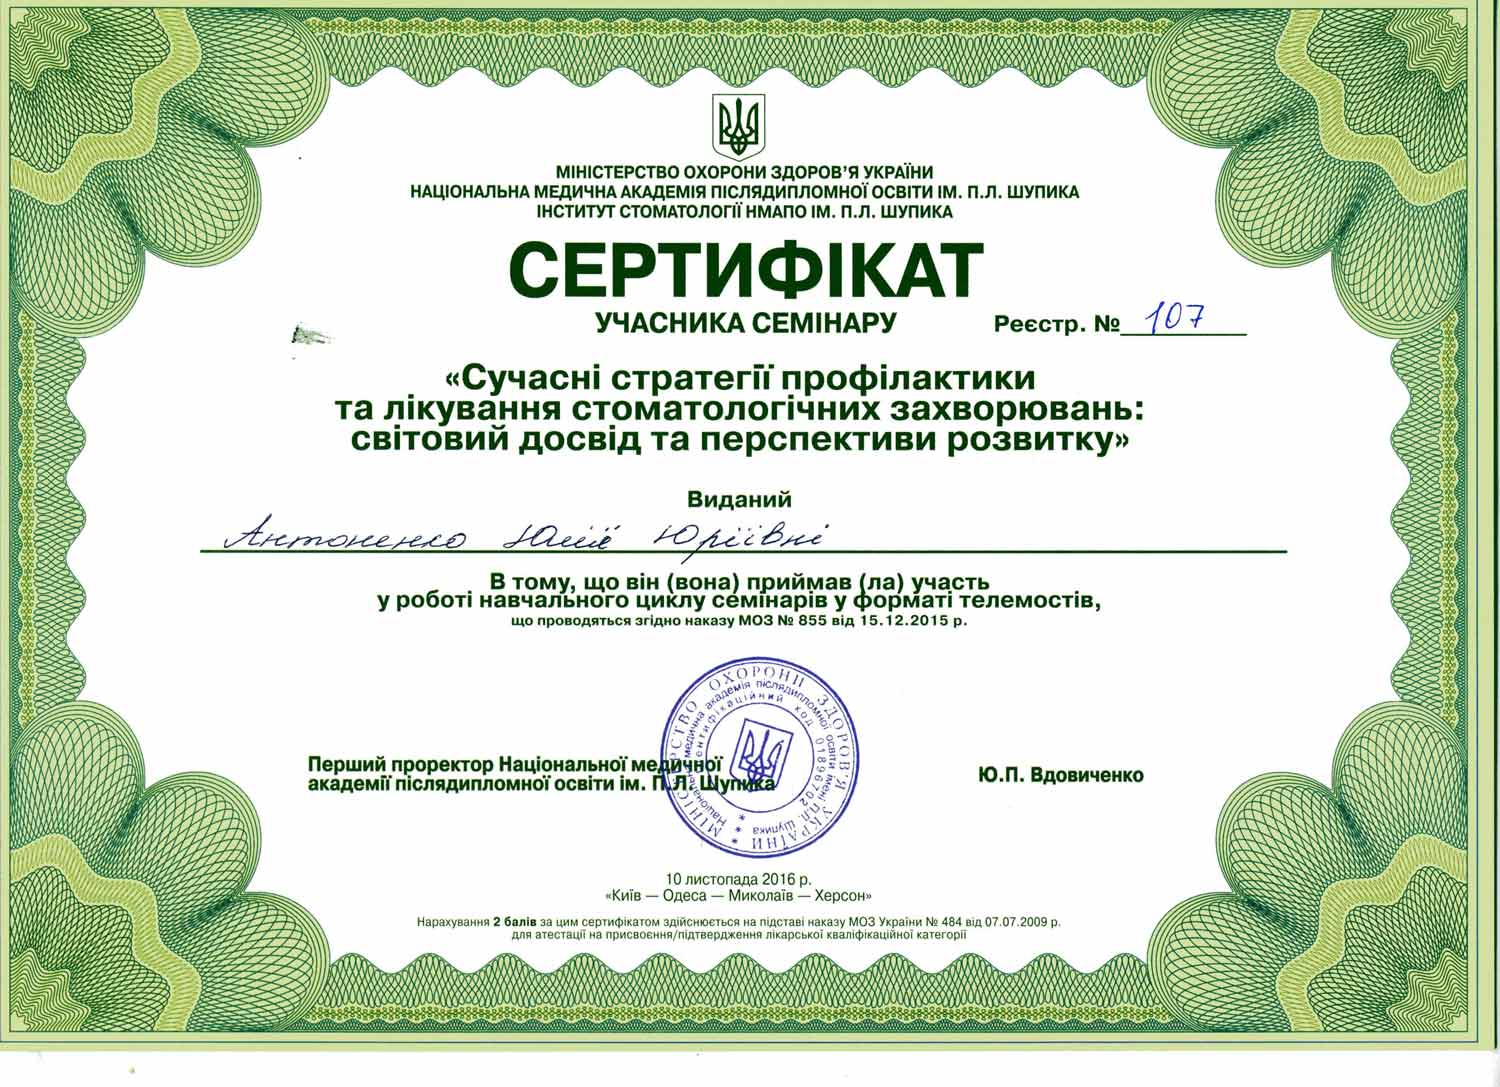 МІНІСТЕРСТВО ОХОРОНИ ЗДОРОВ’Я УКРАЇНИ
НАЦІОНАЛЬНА МЕДИЧНА АКАДЕМІЯ ПІСЛЯДИПЛОМНОЇ ОСВІТИ ІМ. П.Л. ШУПИКА
ІНСТИТУТ СТОМАТОЛОГІЇ НМАПО ІМ. П.Л. ШУПИКА
СЕРТИФІКАТ
УЧАСНИКА СЕМІНАРУ
Реєстр. № 107
«Сучасні стратегії профілактики
та лікування стоматологічних захворювань:
світовий досвід та перспективи розвитку»
Виданий
Антоненко Юлії Юріївні
В тому, що він (вона) приймав (ла) участь
у роботі навчального циклу семінарів у форматі телемостів,
що проводяться згідно наказу МОЗ № 855 від 15.12.2015 р.
МІНІСТЕРСТВО ОХОРОНИ ЗДОРОВ'Я УКРАЇНИ *
Національна медична академія післядипломної освіти імені П.Л. Шупика *
ідентифікаційний код 01896702 *
Перший проректор Національної медичної
академії післядипломної освіти ім. П.Л. Шупика
Ю.П. Вдовиченко
10 листопада 2016 р.
«Київ — Одеса — Миколаїв — Херсон»
Нарахування 2 балів за цим сертифікатом здійснюється на підставі наказу МОЗ України № 484 від 07.07.2009 р.
для атестації на присвоєння/підтвердження лікарської кваліфікаційної категорії